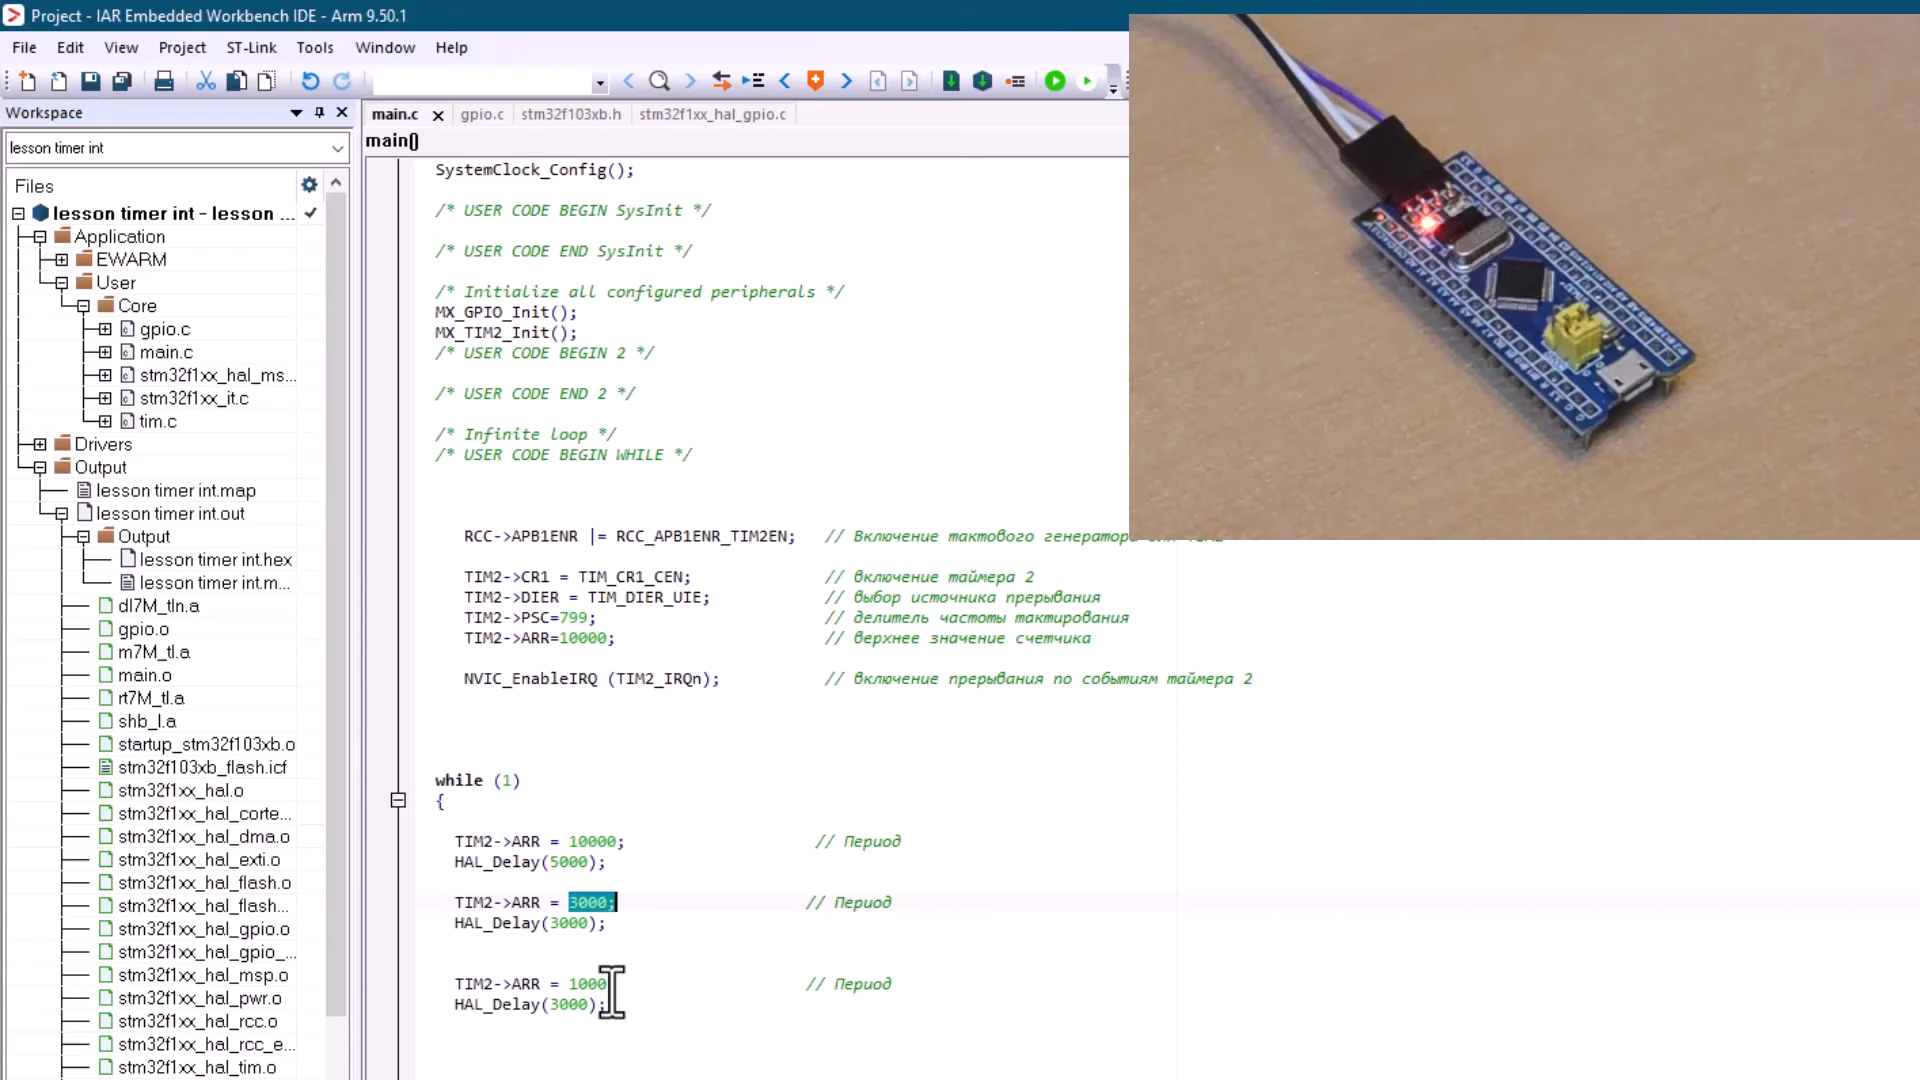 Project - IAR Embedded Workbench IDE - Arm 9.50.1
File Edit View Project ST-Link Tools Window Help
Workspace
main.c gpio.c stm32f103xb.h stm32f1xx_hal_gpio.c
main()
lesson timer int
Files
lesson timer int - lesson ...
Application
EWARM
User
Core
gpio.c
main.c
stm32f1xx_hal_ms...
stm32f1xx_it.c
tim.c
Drivers
Output
lesson timer int.map
lesson timer int.out
Output
lesson timer int.hex
lesson timer int.m...
dl7M_tln.a
gpio.o
m7M_tl.a
main.o
rt7M_tl.a
shb_l.a
startup_stm32f103xb.o
stm32f103xb_flash.icf
stm32f1xx_hal.o
stm32f1xx_hal_corte...
stm32f1xx_hal_dma.o
stm32f1xx_hal_exti.o
stm32f1xx_hal_flash.o
stm32f1xx_hal_flash...
stm32f1xx_hal_gpio.o
stm32f1xx_hal_gpio_...
stm32f1xx_hal_msp.o
stm32f1xx_hal_pwr.o
stm32f1xx_hal_rcc.o
stm32f1xx_hal_rcc_e...
stm32f1xx_hal_tim.o
SystemClock_Config();
/* USER CODE BEGIN SysInit */
/* USER CODE END SysInit */
/* Initialize all configured peripherals */
MX_GPIO_Init();
MX_TIM2_Init();
/* USER CODE BEGIN 2 */
/* USER CODE END 2 */
/* Infinite loop */
/* USER CODE BEGIN WHILE */
RCC->APB1ENR |= RCC_APB1ENR_TIM2EN; // Включение тактового генератора
TIM2->CR1 = TIM_CR1_CEN; // включение таймера 2
TIM2->DIER = TIM_DIER_UIE; // выбор источника прерывания
TIM2->PSC=799; // делитель частоты тактирования
TIM2->ARR=10000; // верхнее значение счетчика
NVIC_EnableIRQ (TIM2_IRQn); // включение прерывания по событиям таймера 2
while (1)
{
TIM2->ARR = 10000; // Период
HAL_Delay(5000);
TIM2->ARR = 3000; // Период
HAL_Delay(3000);
TIM2->ARR = 1000 // Период
HAL_Delay(3000);